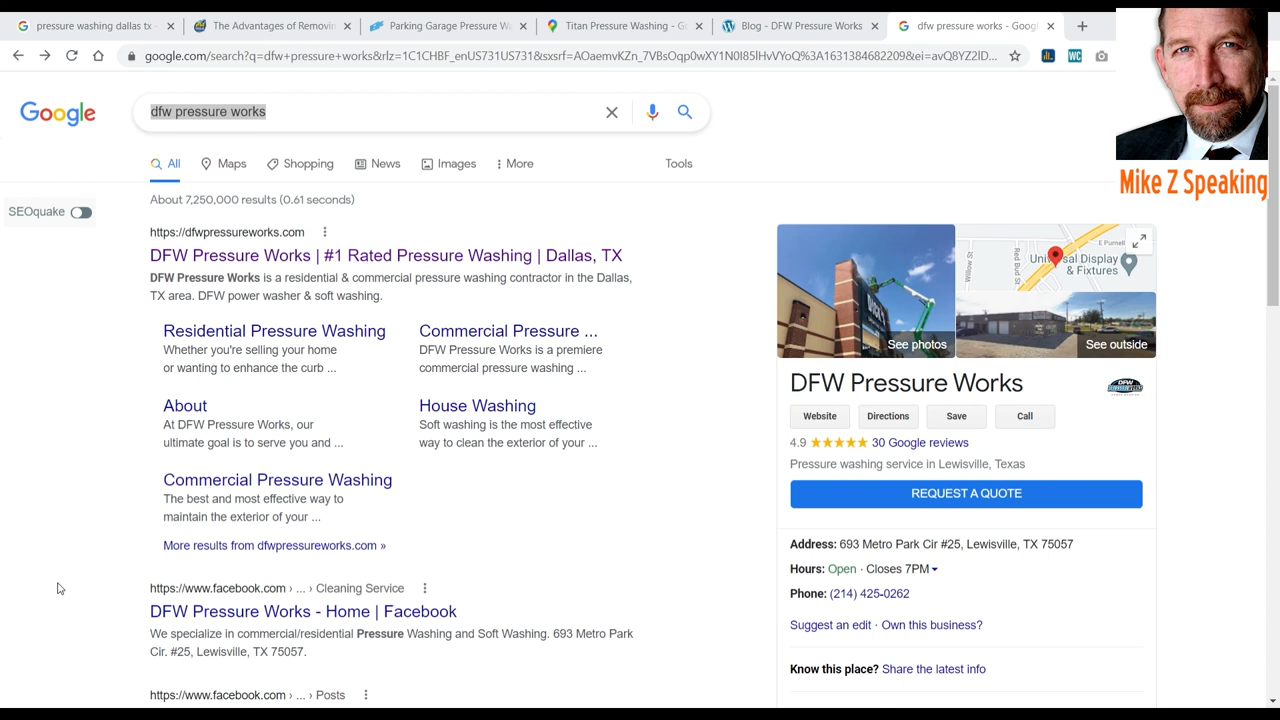 pressure washing dallas tx -
The Advantages of Removin
Parking Garage Pressure W
Titan Pressure Washing - G
Blog - DFW Pressure Works
dfw pressure works - Googl
google.com/search?q=dfw+pressure+works&rlz=1C1CHBF_enUS731US731&sxsrf=AOaemvKZn_7VBsOqp0wXY1N0I85lHvVYoQ%3A1631384682209&ei=avQ8YZ2ID...
WC
Mike Z Speaking
Google
dfw pressure works
All
Maps
Shopping
News
Images
More
Tools
About 7,250,000 results (0.61 seconds)
SEOquake
https://dfwpressureworks.com
DFW Pressure Works | #1 Rated Pressure Washing | Dallas, TX
DFW Pressure Works is a residential & commercial pressure washing contractor in the Dallas,
TX area. DFW power washer & soft washing.
Residential Pressure Washing
Whether you're selling your home
or wanting to enhance the curb ...
Commercial Pressure ...
DFW Pressure Works is a premiere
commercial pressure washing ...
About
At DFW Pressure Works, our
ultimate goal is to serve you and ...
House Washing
Soft washing is the most effective
way to clean the exterior of your ...
Commercial Pressure Washing
The best and most effective way to
maintain the exterior of your ...
More results from dfwpressureworks.com »
https://www.facebook.com › ... › Cleaning Service
DFW Pressure Works - Home | Facebook
We specialize in commercial/residential Pressure Washing and Soft Washing. 693 Metro Park
Cir. #25, Lewisville, TX 75057.
https://www.facebook.com › ... › Posts
See photos
Willow St
Red Bud St
E Purnell
Universal Display
& Fixtures
See outside
DFW Pressure Works
DFW
Website
Directions
Save
Call
4.9
30 Google reviews
Pressure washing service in Lewisville, Texas
REQUEST A QUOTE
Address: 693 Metro Park Cir #25, Lewisville, TX 75057
Hours: Open · Closes 7PM
Phone: (214) 425-0262
Suggest an edit · Own this business?
Know this place? Share the latest info